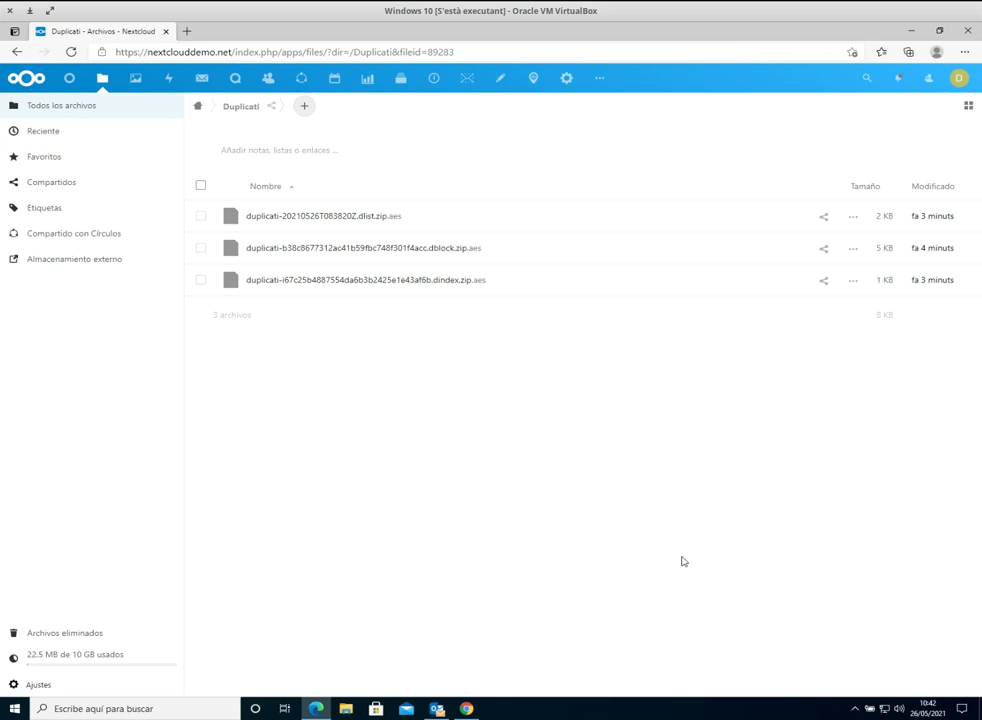 Windows 10 [S'està executant] - Oracle VM VirtualBox
Duplicati - Archivos - Nextcloud
https://nextclouddemo.net/index.php/apps/files/?dir=/Duplicati&fileid=89283
D
Todos los archivos
Duplicati
Reciente
Favoritos
Añadir notas, listas o enlaces ...
Compartidos
Nombre
Tamaño
Modificado
Etiquetas
duplicati-20210526T083820Z.dlist.zip.aes
2 KB
fa 3 minuts
Compartido con Círculos
duplicati-b38c8677312ac41b59fbc748f301f4acc.dblock.zip.aes
5 KB
fa 4 minuts
Almacenamiento externo
duplicati-i67c25b4887554da6b3b2425e1e43af6b.dindex.zip.aes
1 KB
fa 3 minuts
3 archivos
8 KB
Archivos eliminados
22.5 MB de 10 GB usados
Ajustes
Escribe aquí para buscar
10:42
26/05/2021